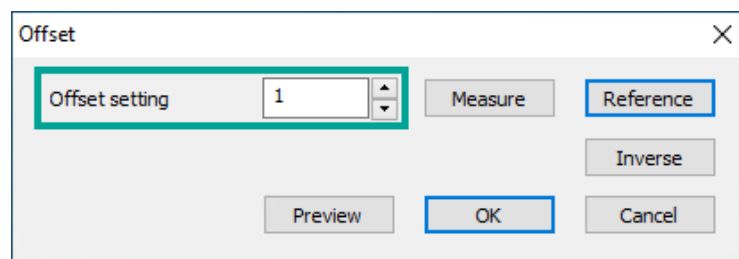 Offset
Offset setting 1 Measure Reference
Inverse
Preview OK Cancel